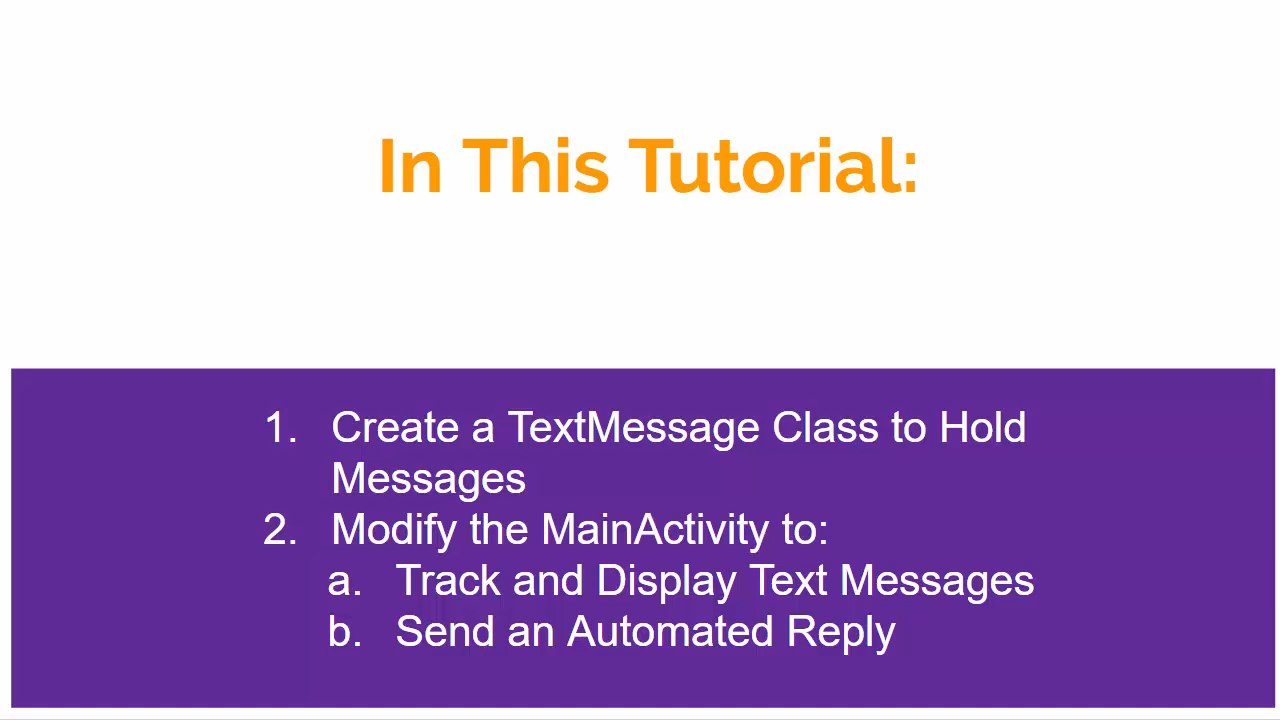 In This Tutorial:
1. Create a TextMessage Class to Hold
Messages
2. Modify the MainActivity to:
a. Track and Display Text Messages
b. Send an Automated Reply